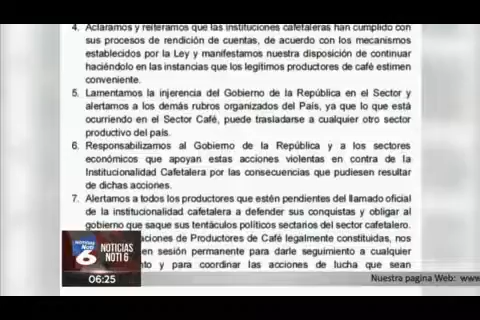 4. Aclaramos y reiteramos que las instituciones cafetaleras han cumplido con
sus procesos de rendición de cuentas, de acuerdo con los mecanismos
establecidos por la Ley y manifestamos nuestra disposición de continuar
haciéndolo en las instancias que los legítimos productores de café estimen
conveniente.
5. Lamentamos la injerencia del Gobierno de la República en el Sector y
alertamos a los demás rubros organizados del País, ya que lo que está
ocurriendo en el Sector Café, puede trasladarse a cualquier otro sector
productivo del país.
6. Responsabilizamos al Gobierno de la República y a los sectores
económicos que apoyan estas acciones violentas en contra de la
Institucionalidad Cafetalera por las consecuencias que pudiesen resultar
de dichas acciones.
7. Alertamos a todos los productores que estén pendientes del llamado oficial
de la institucionalidad cafetalera a defender sus conquistas y obligar al
gobierno que saque sus tentáculos políticos sectarios del sector cafetalero.
aciones de Productores de Café legalmente constituidas, nos
en sesión permanente para darle seguimiento a cualquier
nto y para coordinar las acciones de lucha que sean
NOTICIAS
NOTI
6
NOTICIAS
NOTI 6
06:25
Nuestra pagina Web: www